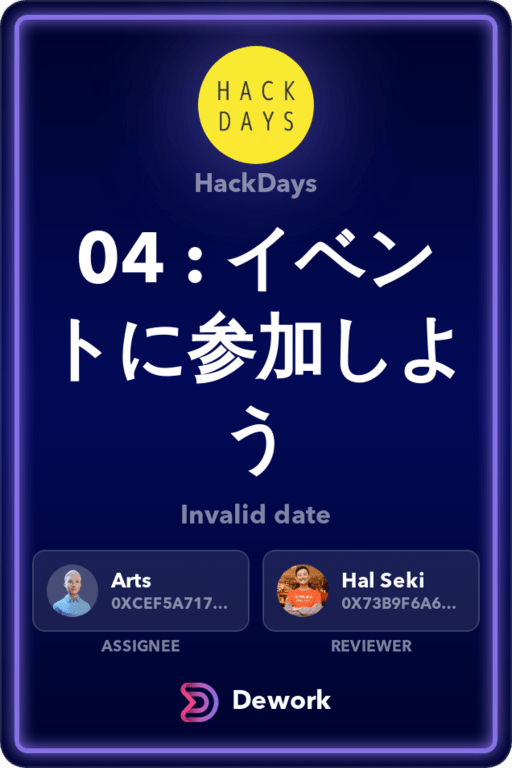 HACK
DAYS
HackDays
04 : イベン
トに参加しよ
う
Invalid date
Arts
0XCEF5A717...
Hal Seki
0X73B9F6A6...
ASSIGNEE
REVIEWER
Dework